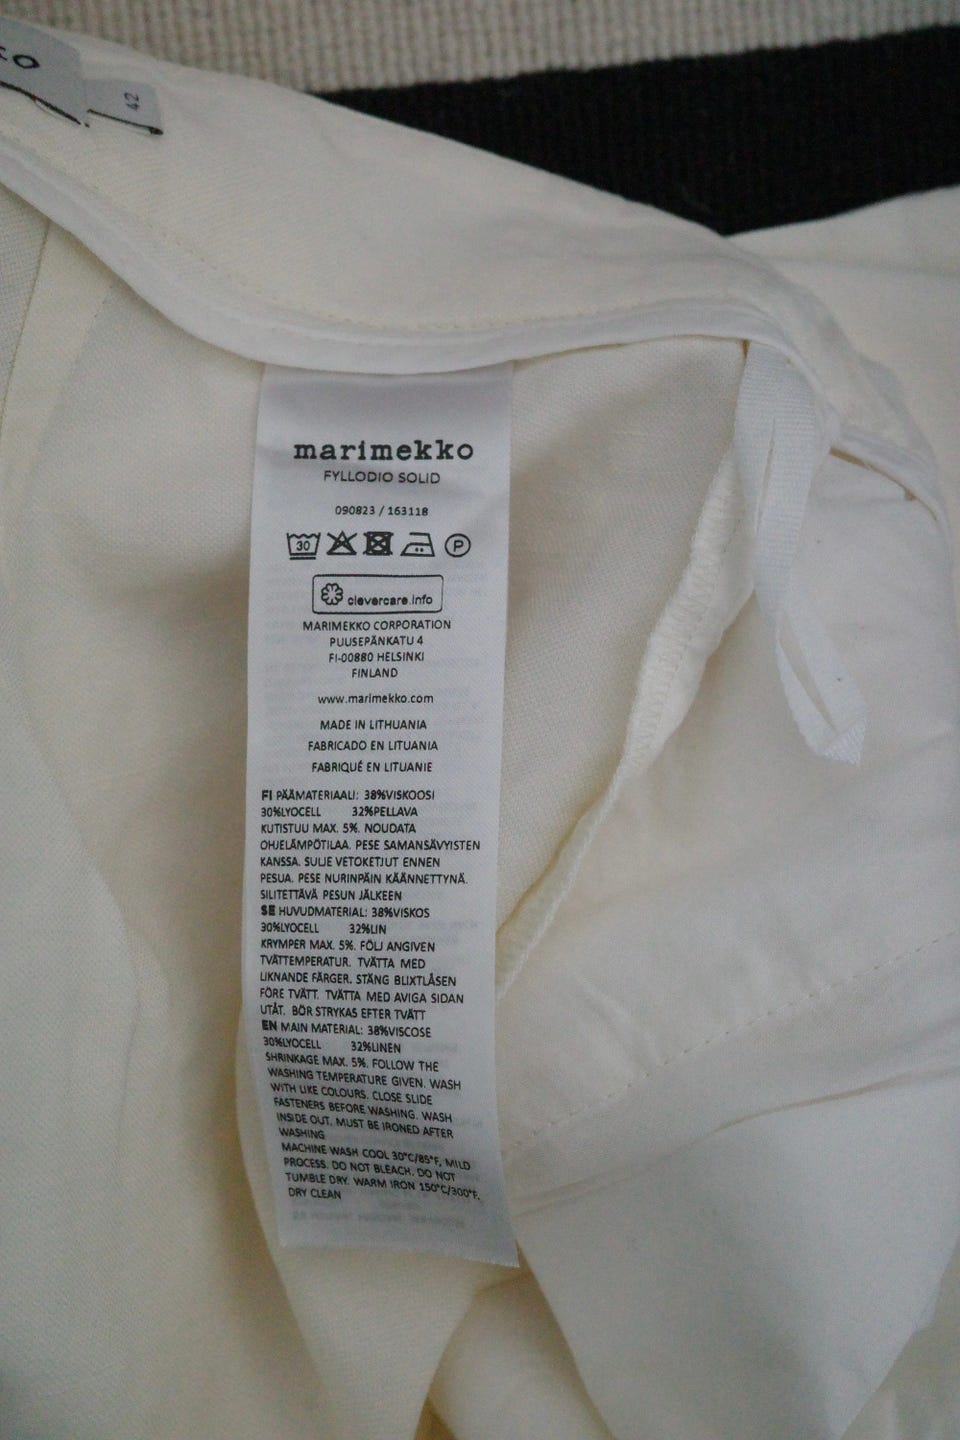 KO
42
marimekko
FYLLODIO SOLID
090823 / 163118
30
P
clevercare.info
MARIMEKKO CORPORATION
PUUSEPÄNKATU 4
FI-00880 HELSINKI
FINLAND
www.marimekko.com
MADE IN LITHUANIA
FABRICADO EN LITUANIA
FABRIQUÉ EN LITUANIE
FI PÄÄMATERIAALI: 38%VISKOOSI
30%LYOCELL 32%PELLAVA
KUTISTUU MAX. 5%. NOUDATA
OHJELÄMPÖTILAA. PESE SAMANSÄVYISTEN
KANSSA. SULJE VETOKETJUT ENNEN
PESUA. PESE NURINPÄIN KÄÄNNETTYNÄ.
SILITETTÄVÄ PESUN JÄLKEEN
SE HUVUDMATERIAL: 38%VISKOS
30%LYOCELL 32%LIN
KRYMPER MAX. 5%. FÖLJ ANGIVEN
TVÄTTEMPERATUR. TVÄTTA MED
LIKNANDE FÄRGER. STÄNG BLIXTLÅSEN
FÖRE TVÄTT. TVÄTTA MED AVIGA SIDAN
UTÅT. BÖR STRYKAS EFTER TVÄTT
EN MAIN MATERIAL: 38%VISCOSE
30%LYOCELL 32%LINEN
SHRINKAGE MAX. 5%. FOLLOW THE
WASHING TEMPERATURE GIVEN. WASH
WITH LIKE COLOURS. CLOSE SLIDE
FASTENERS BEFORE WASHING. WASH
INSIDE OUT. MUST BE IRONED AFTER
WASHING
MACHINE WASH COOL 30°C/85°F, MILD
PROCESS. DO NOT BLEACH. DO NOT
TUMBLE DRY. WARM IRON 150°C/300°F.
DRY CLEAN